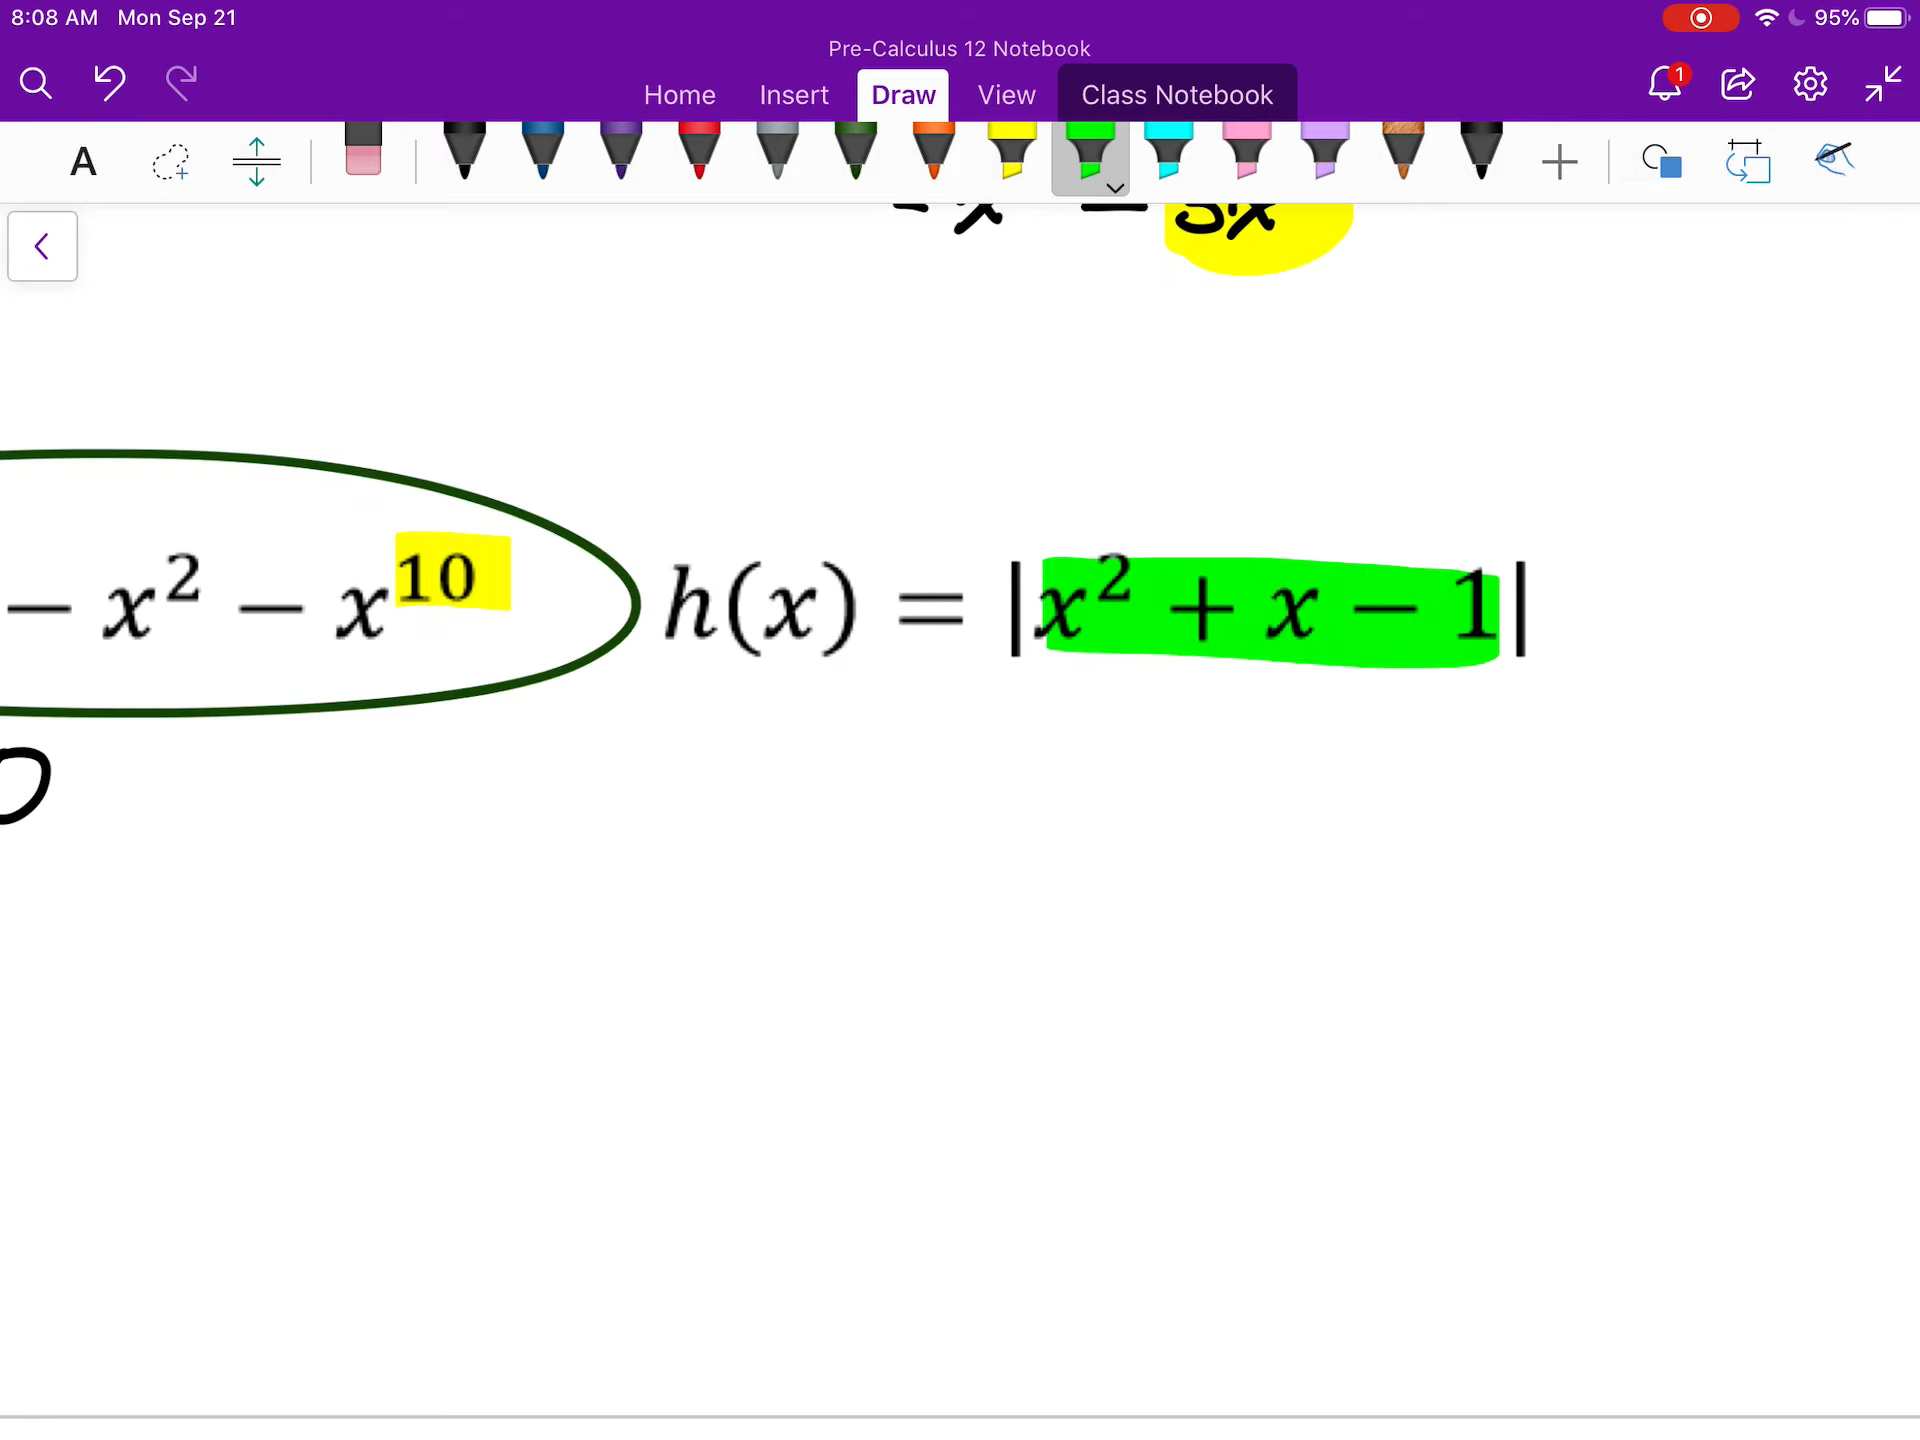 8:08 AM Mon Sep 21 95%
Pre-Calculus 12 Notebook
Home Insert Draw View Class Notebook 1
A
− x² − x¹⁰ h(x) = |x² + x − 1|